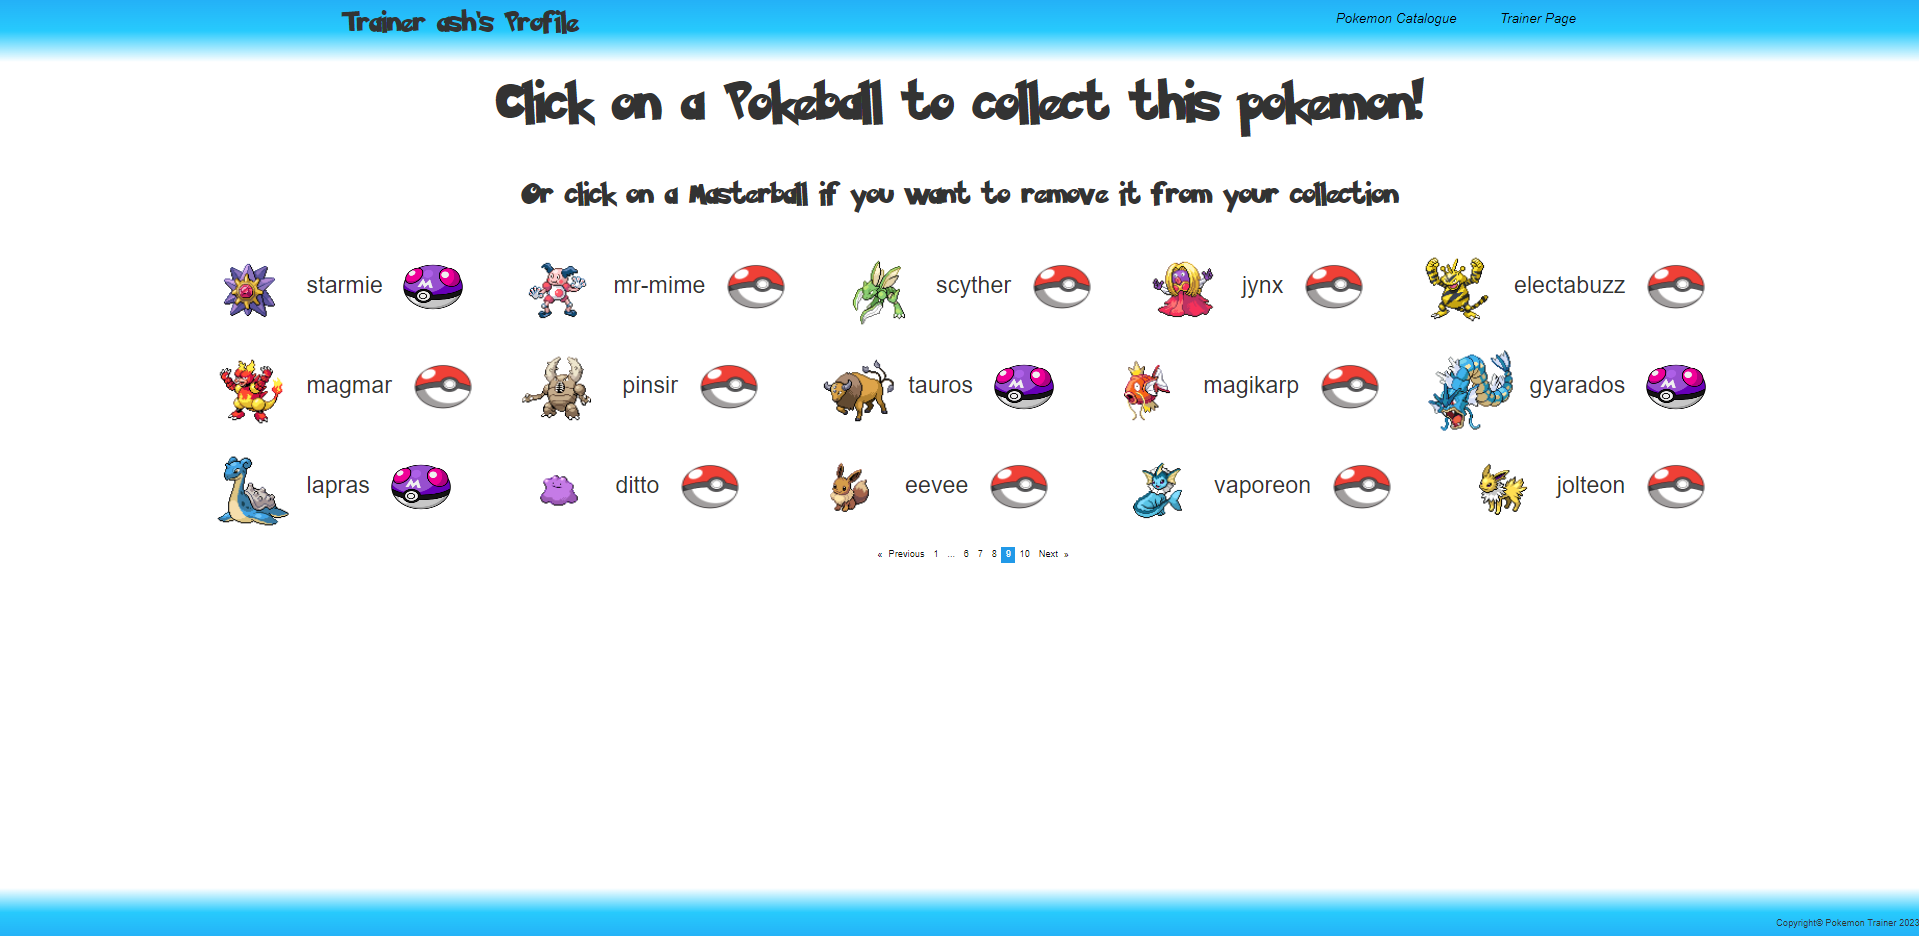 Trainer ash's Profile
Pokemon Catalogue Trainer Page
Click on a Pokeball to collect this pokemon!
Or click on a Masterball if you want to remove it from your collection
starmie M mr-mime scyther jynx electabuzz
magmar pinsir tauros M magikarp gyarados M
lapras M ditto eevee vaporeon jolteon
« Previous 1 ... 6 7 8 9 10 Next »
Copyright© Pokemon Trainer 2023